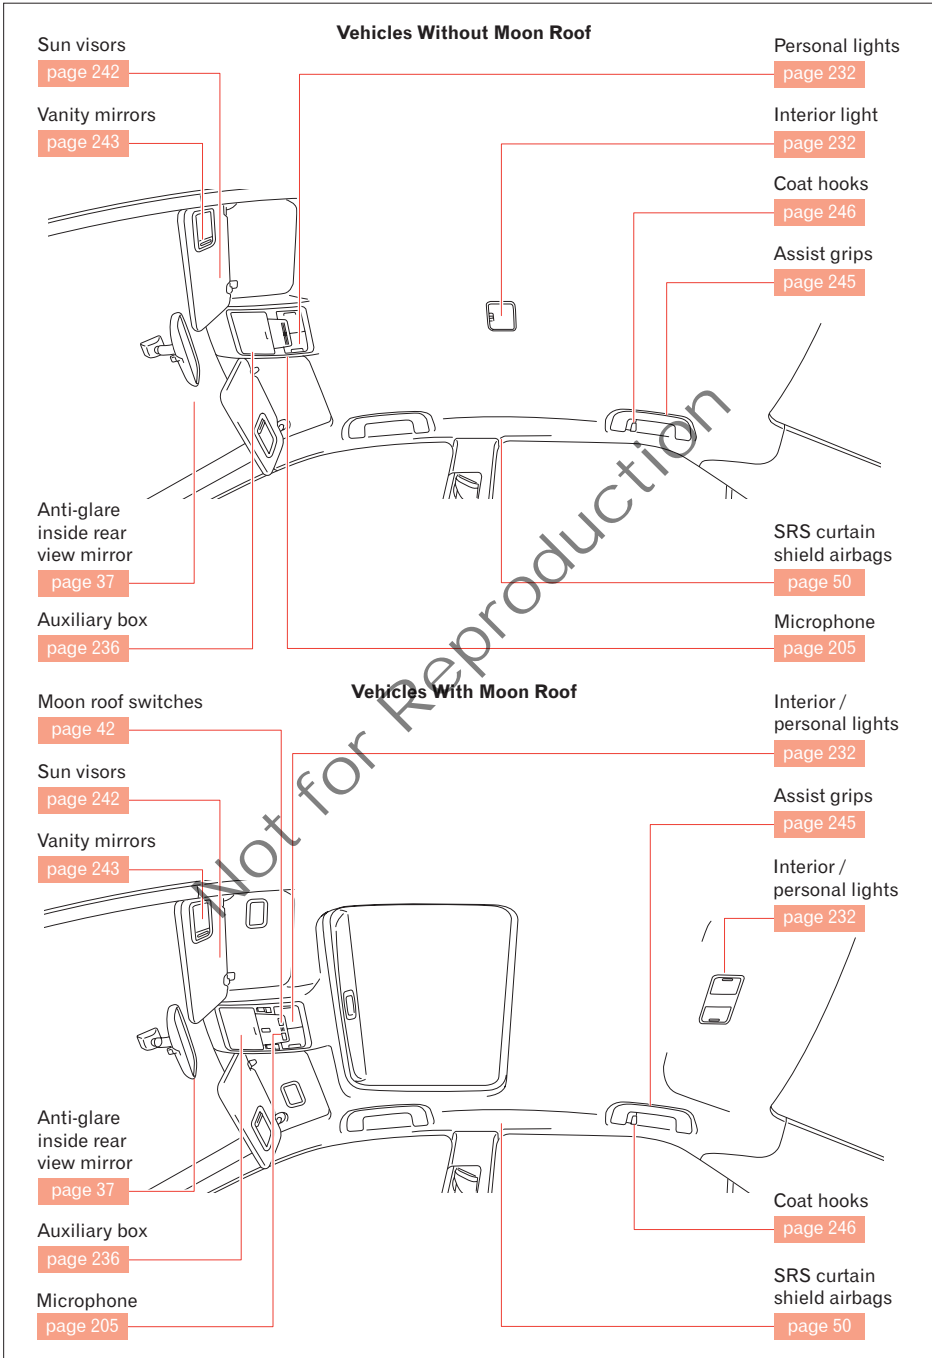 Vehicles Without Moon Roof
Sun visors
page 242
Vanity mirrors
page 243
Anti-glare
inside rear
view mirror
page 37
Auxiliary box
page 236
Personal lights
page 232
Interior light
page 232
Coat hooks
page 246
Assist grips
page 245
SRS curtain
shield airbags
page 50
Microphone
page 205
Not for Reproduction
Vehicles With Moon Roof
Moon roof switches
page 42
Sun visors
page 242
Vanity mirrors
page 243
Anti-glare
inside rear
view mirror
page 37
Auxiliary box
page 236
Microphone
page 205
Interior /
personal lights
page 232
Assist grips
page 245
Interior /
personal lights
page 232
Coat hooks
page 246
SRS curtain
shield airbags
page 50